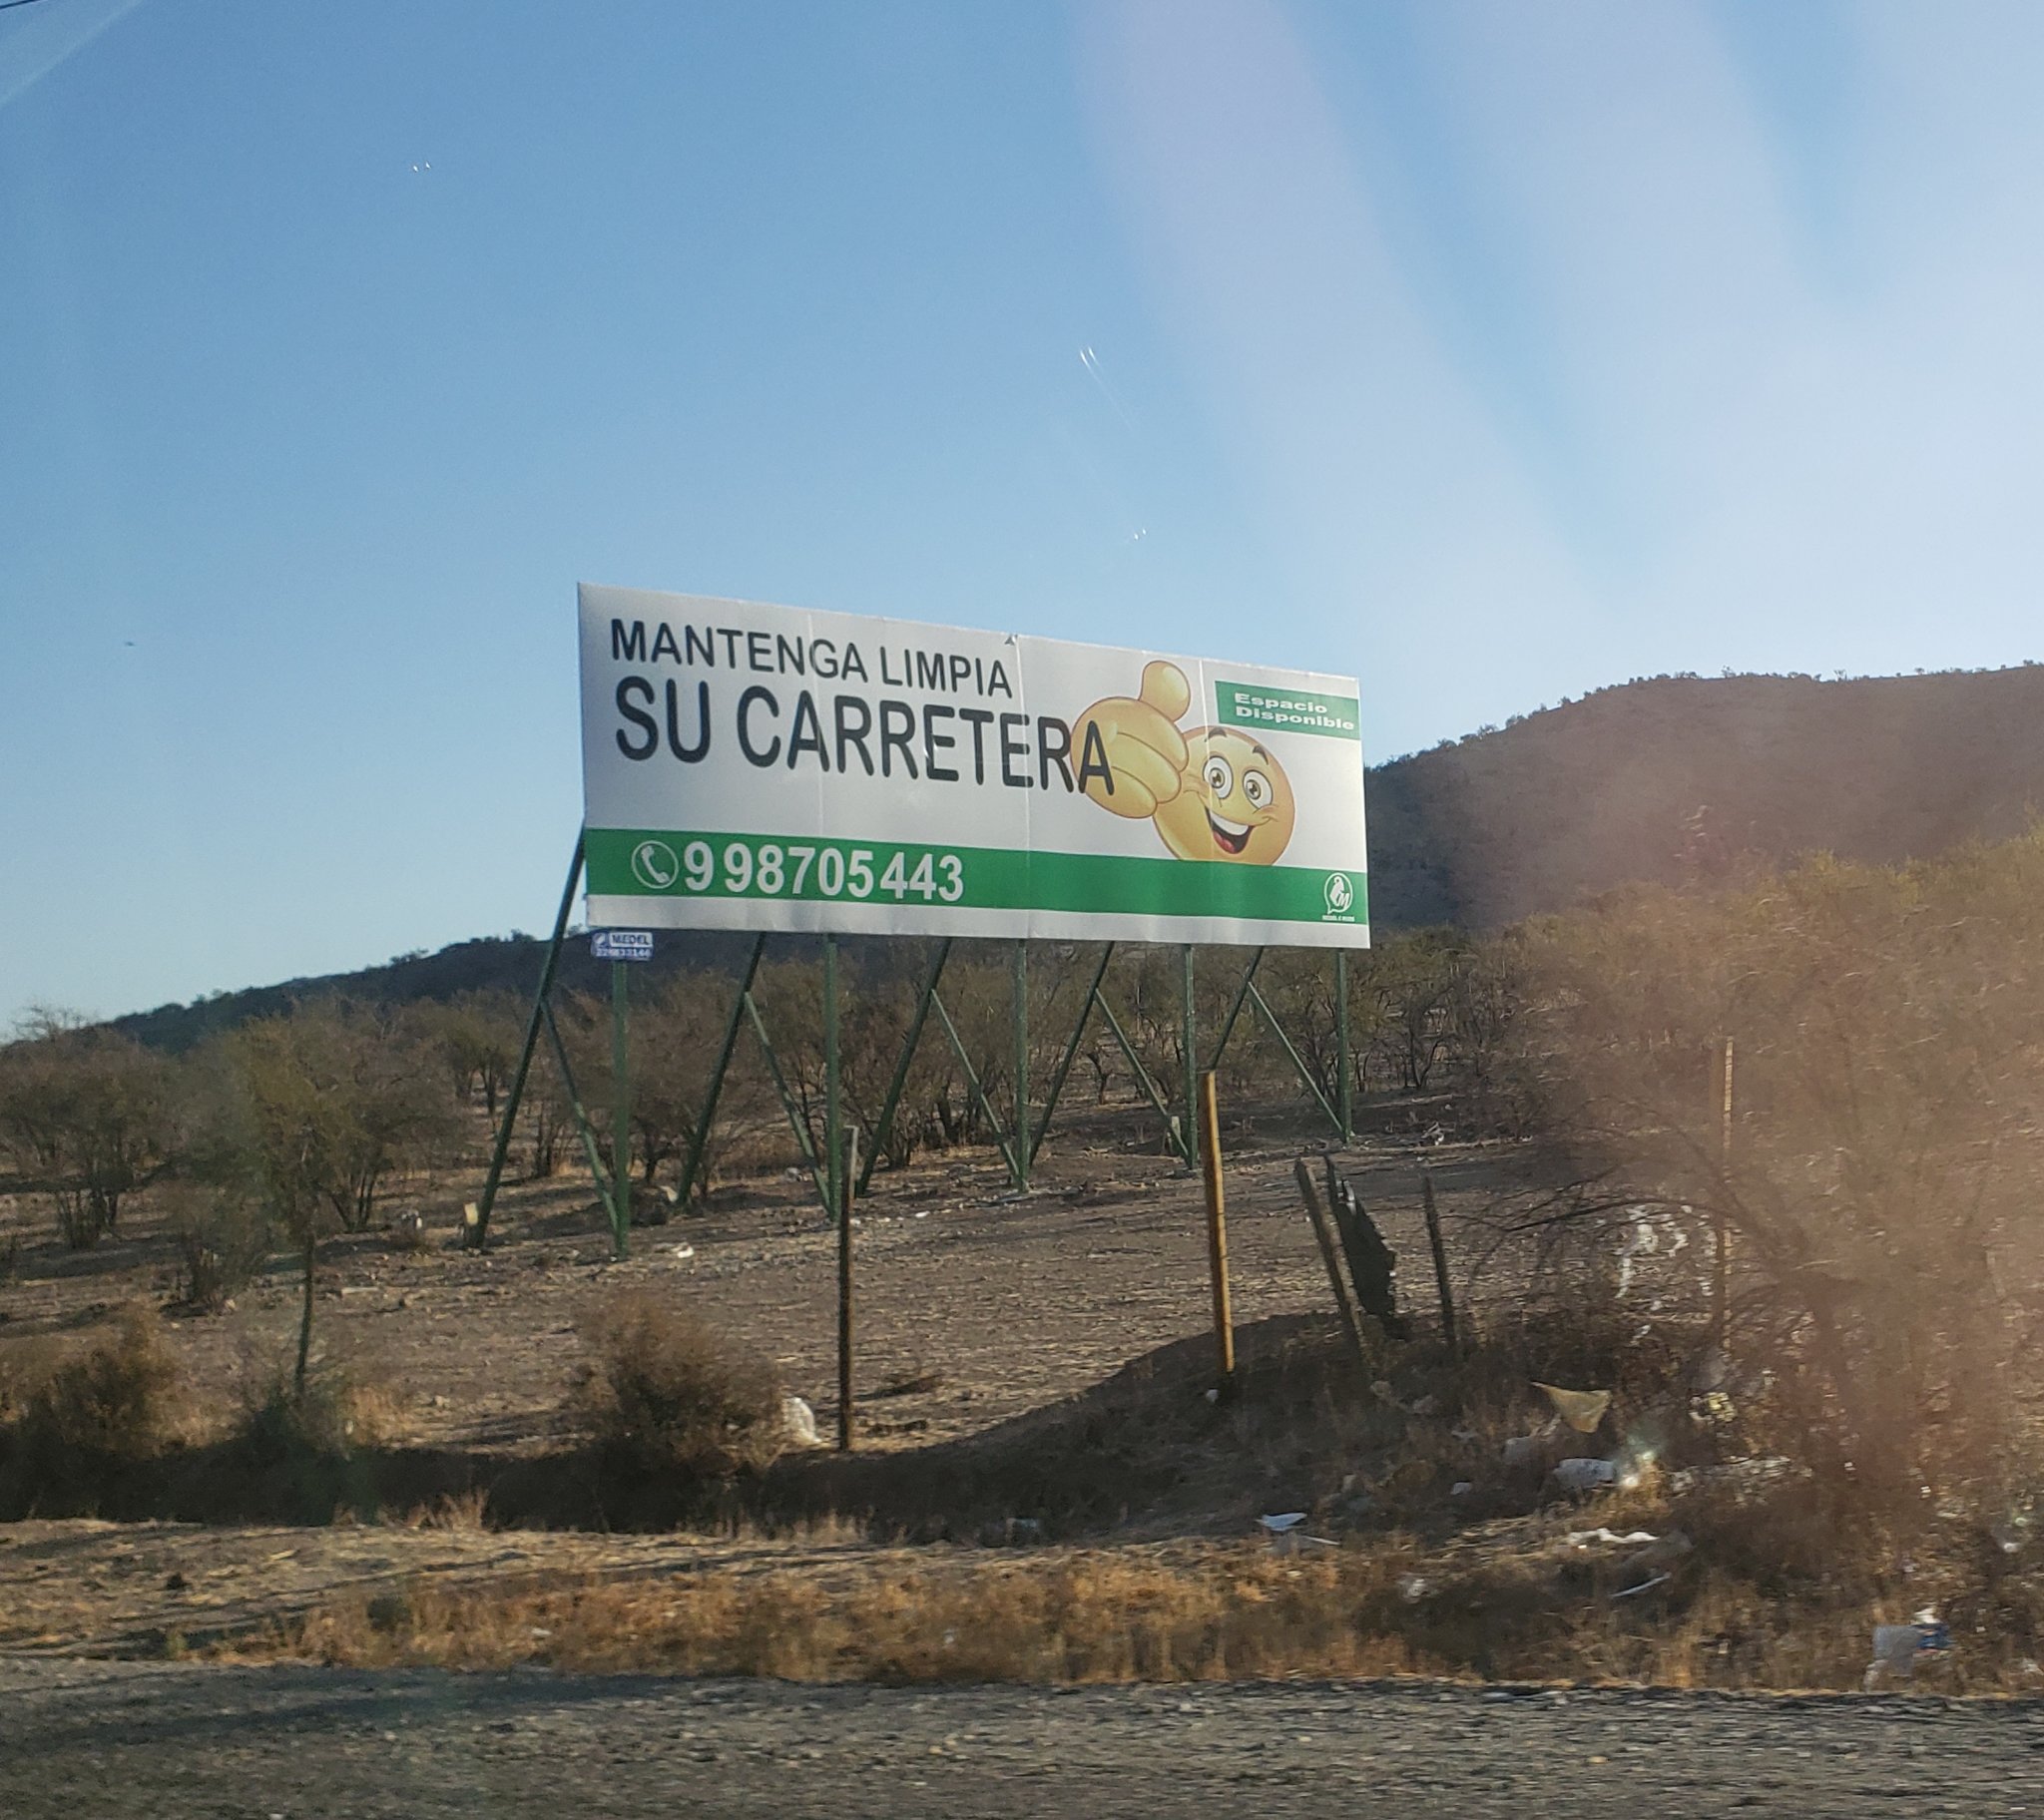 MANTENGA LIMPIA
SU CARRETERA
Espacio
Disponible
9 98705443
MEDEL